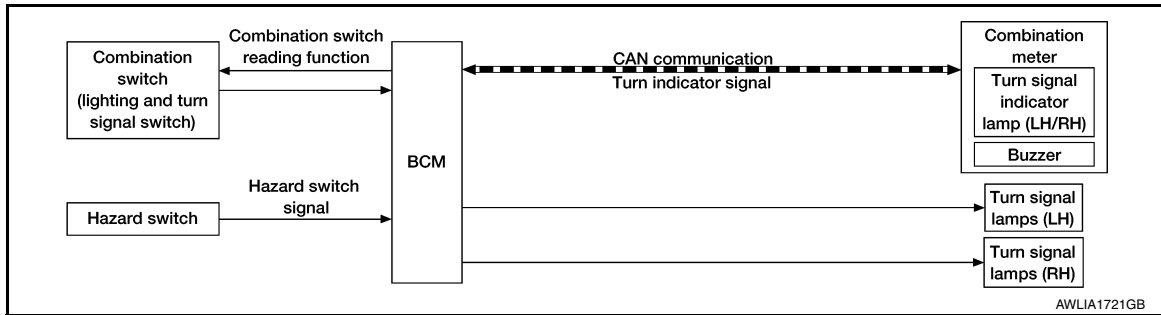 Combination
switch
(lighting and turn
signal switch)
Combination switch
reading function
Hazard switch
Hazard switch
signal
BCM
CAN communication
Turn indicator signal
Combination
meter
Turn signal
indicator
lamp (LH/RH)
Buzzer
Turn signal
lamps (LH)
Turn signal
lamps (RH)
AWLIA1721GB